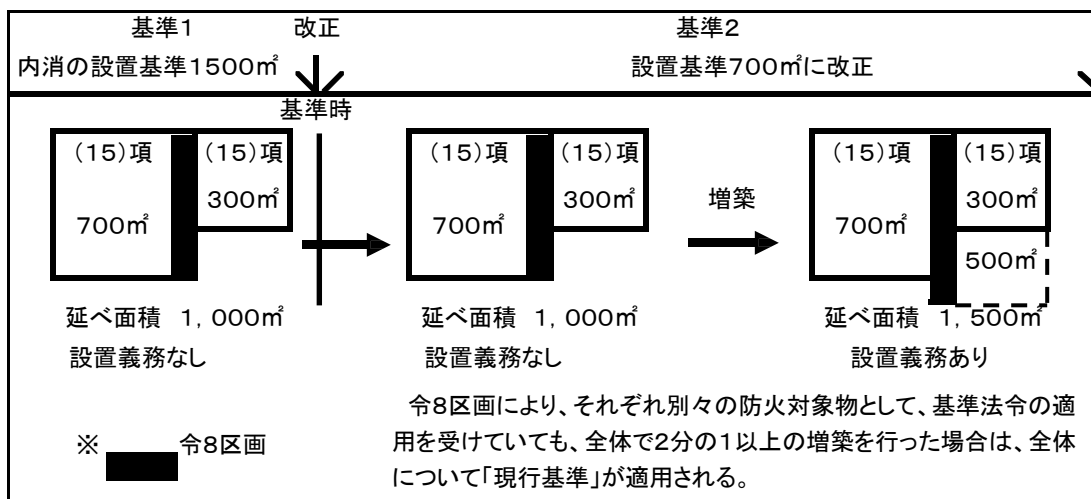 基準1
改正
基準2
内消の設置基準1500㎡
設置基準700㎡に改正
基準時
(15)項
(15)項
300㎡
700㎡
延べ面積 1,000㎡
設置義務なし
(15)項
(15)項
300㎡
700㎡
延べ面積 1,000㎡
設置義務なし
増築
(15)項
(15)項
300㎡
700㎡
500㎡
延べ面積 1,500㎡
設置義務あり
※ 令8区画
令8区画により、それぞれ別々の防火対象物として、基準法令の適
用を受けていても、全体で2分の1以上の増築を行った場合は、全体
について「現行基準」が適用される。